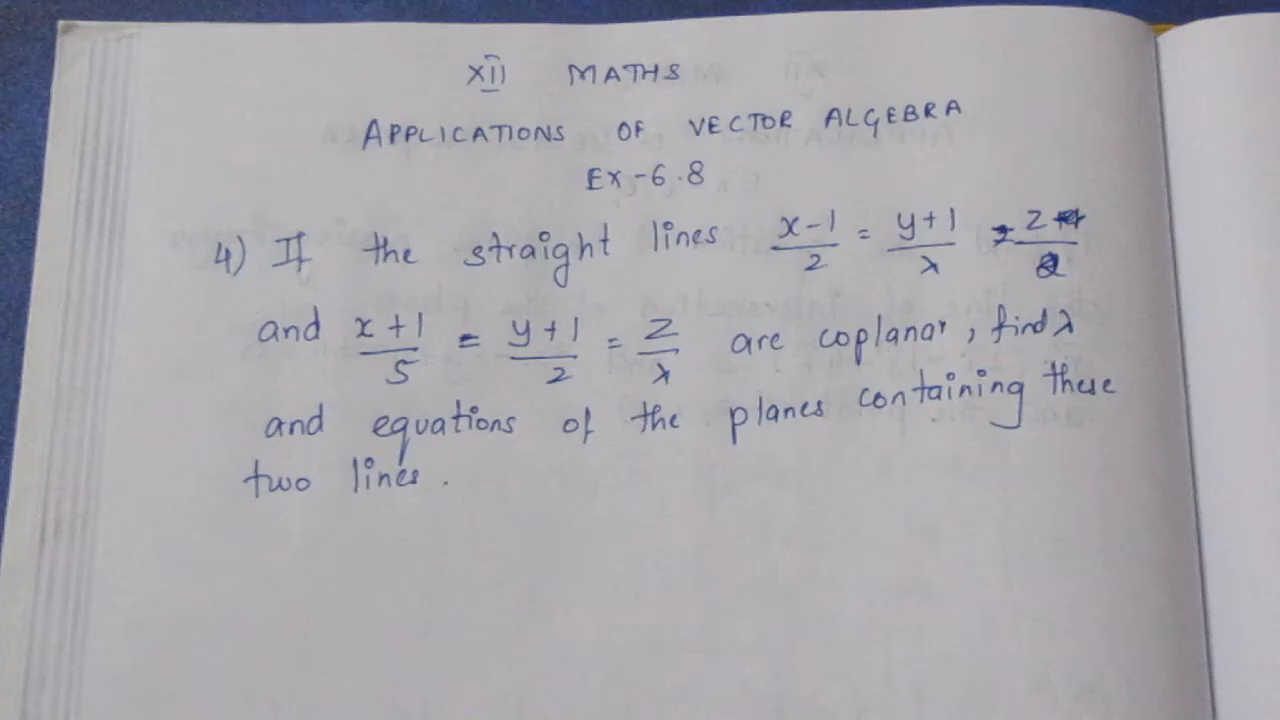 XII MATHS
APPLICATIONS OF VECTOR ALGEBRA
Ex-6.8
4) If the straight lines (x-1)/2 = (y+1)/λ = z/2
and (x+1)/5 = (y+1)/2 = z/λ are coplanar, find λ
and equations of the planes containing these
two lines.